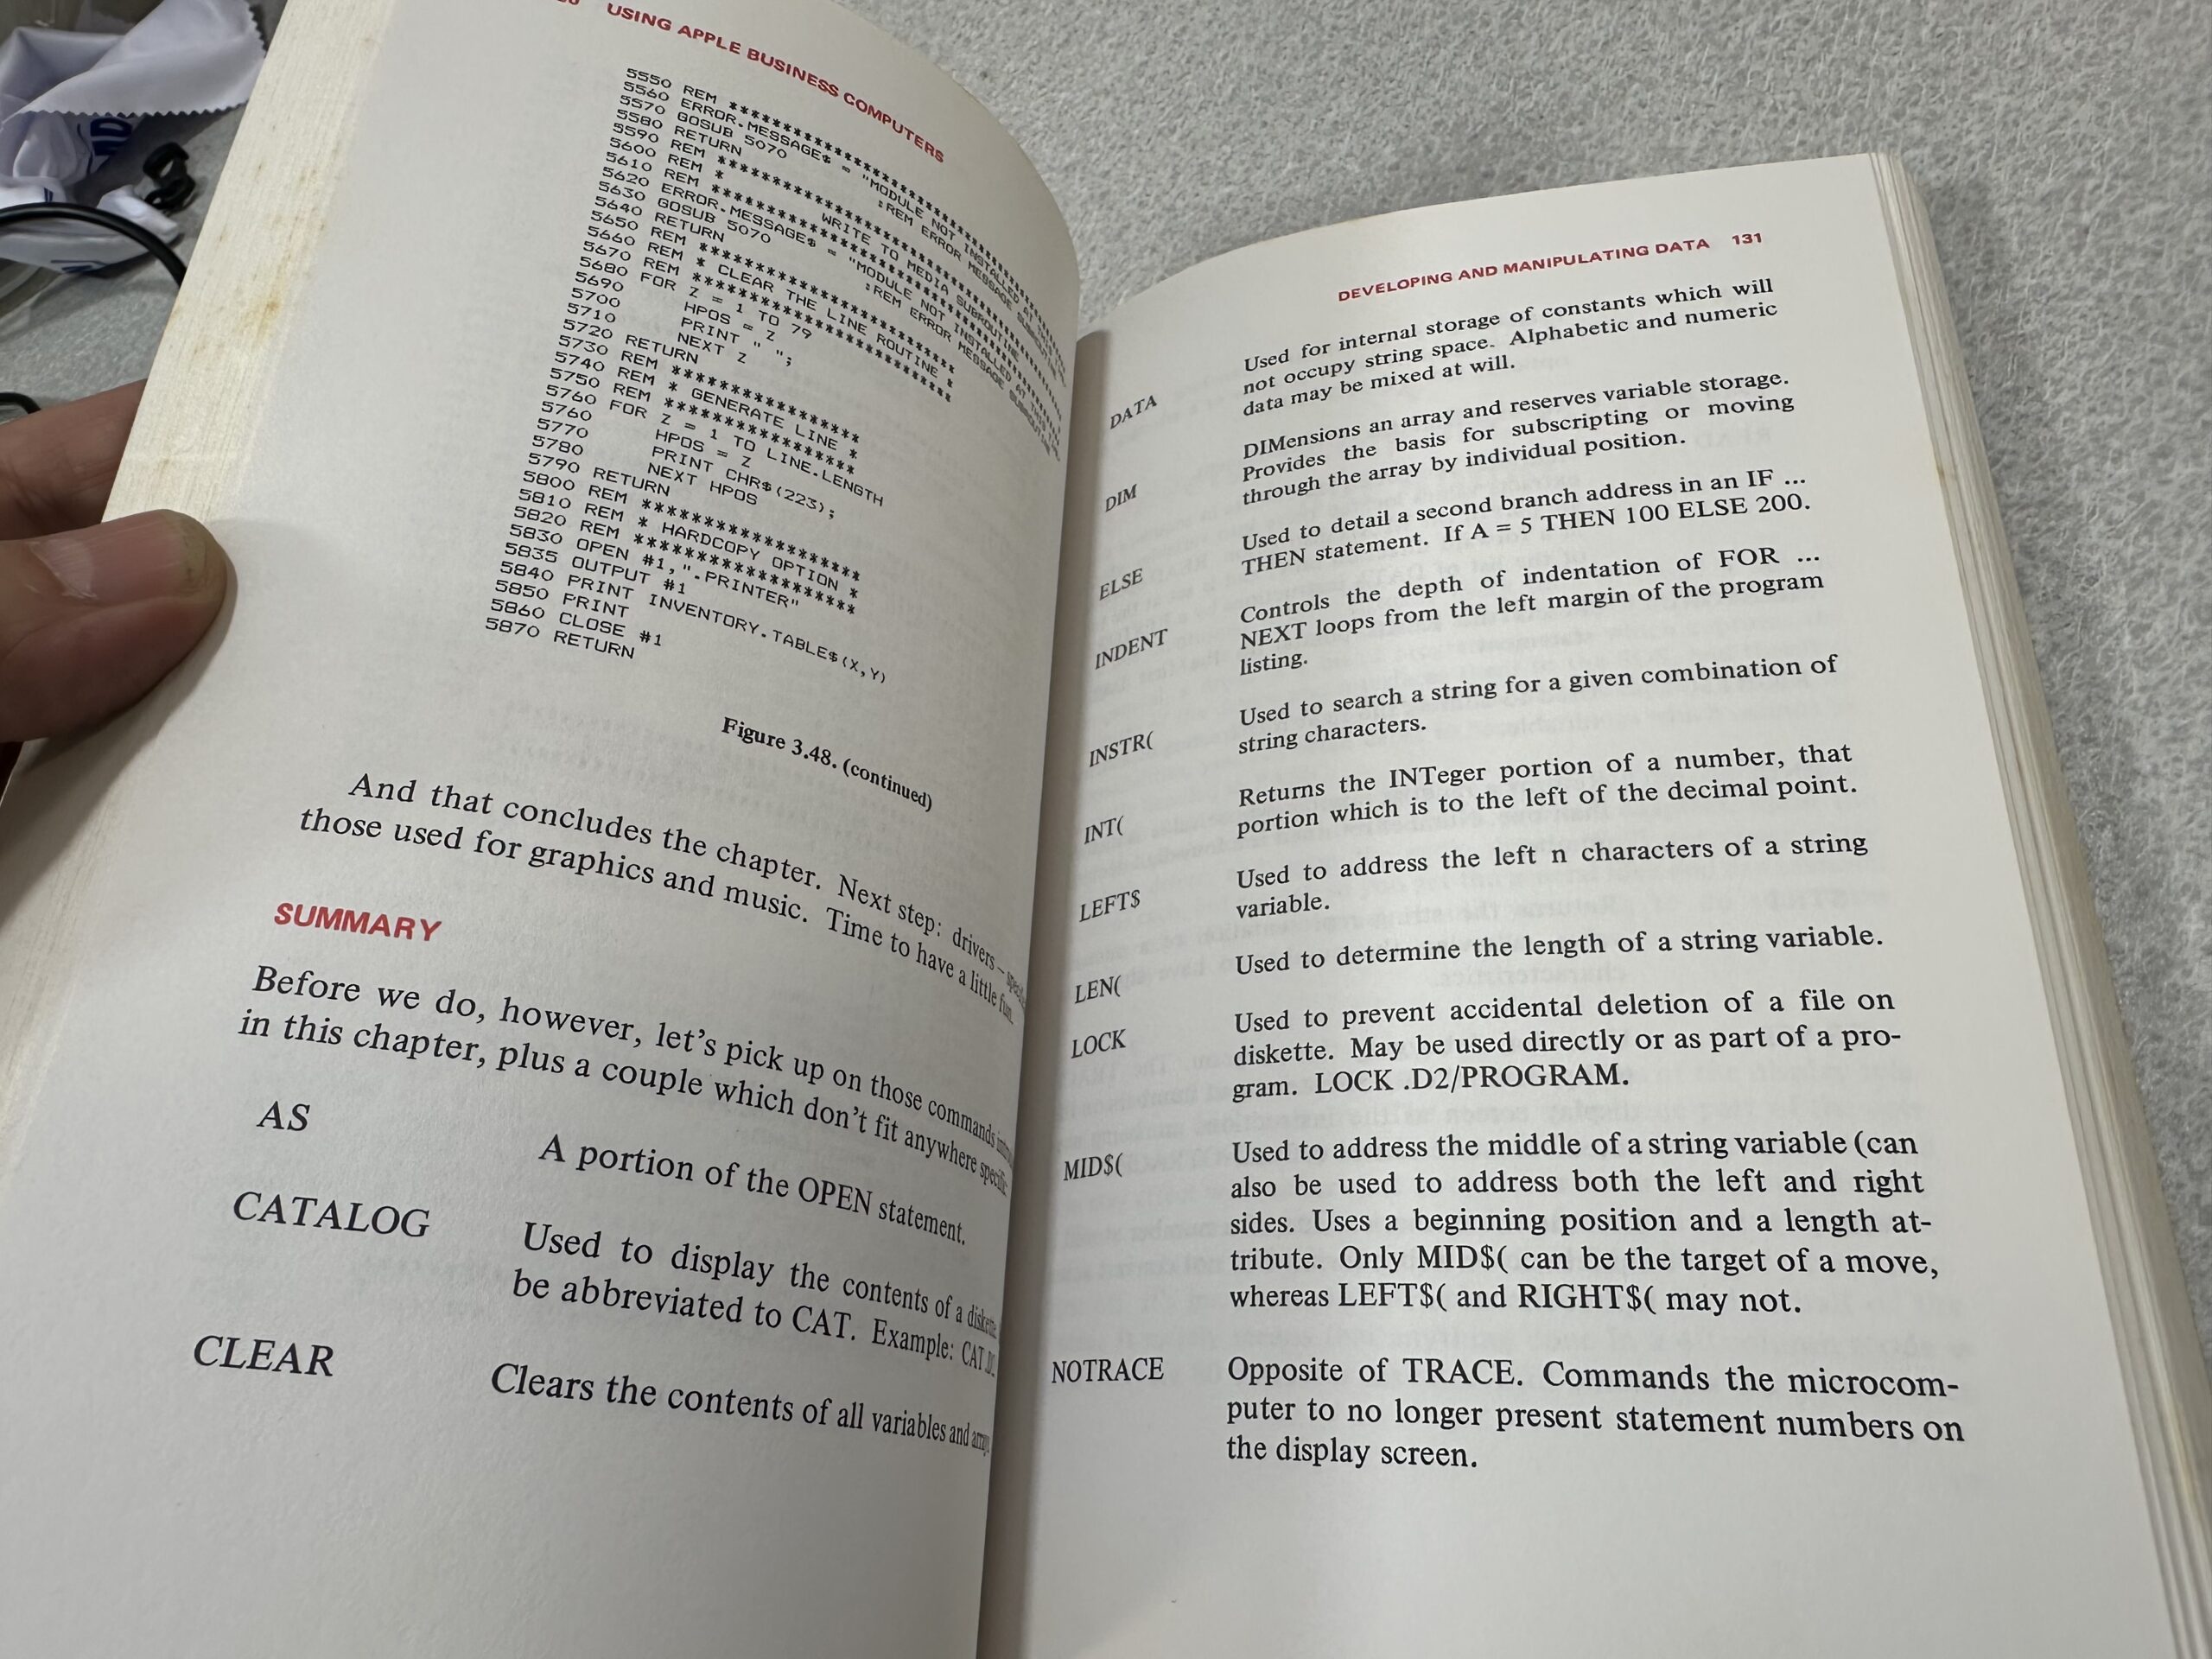 USING APPLE BUSINESS COMPUTERS
5550 REM ********************************
5560 ERROR.MESSAGE$ = "MODULE NOT INSTALLED AT THIS
5570 GOSUB 5070 :REM ERROR MESSAGE
5580 RETURN
5590 REM ********************************
5600 REM * WRITE TO MEDIA SUBROUTINE
5610 REM ********************************
5620 ERROR.MESSAGE$ = "MODULE NOT INSTALLED AT THIS
5630 GOSUB 5070 :REM ERROR MESSAGE
5640 RETURN
5650 REM **************************
5660 REM * CLEAR THE LINE ROUTINE *
5670 REM **************************
5680 FOR Z = 1 TO 79
5690 HPOS = Z
5700 PRINT " ";
5710 NEXT Z
5720 RETURN
5730 REM *****************
5740 REM * GENERATE LINE *
5750 REM *****************
5760 FOR Z = 1 TO LINE.LENGTH
5760 HPOS = Z
5770 PRINT CHR$(223);
5780 NEXT HPOS
5790 RETURN
5800 REM *******************
5810 REM * HARDCOPY OPTION *
5820 REM *******************
5830 OPEN #1,".PRINTER"
5835 OUTPUT #1
5840 PRINT INVENTORY.TABLE$(X,Y)
5850 PRINT
5860 CLOSE #1
5870 RETURN
Figure 3.48. (continued)
And that concludes the chapter. Next step: drivers –
those used for graphics and music. Time to have a little fun.
SUMMARY
Before we do, however, let's pick up on those commands
in this chapter, plus a couple which don't fit anywhere
AS A portion of the OPEN statement.
CATALOG Used to display the contents of a diskette
be abbreviated to CAT. Example: CAT
CLEAR Clears the contents of all variables and
DEVELOPING AND MANIPULATING DATA 131
DATA Used for internal storage of constants which will
not occupy string space. Alphabetic and numeric
data may be mixed at will.
DIM DIMensions an array and reserves variable storage.
Provides the basis for subscripting or moving
through the array by individual position.
ELSE Used to detail a second branch address in an IF ...
THEN statement. If A = 5 THEN 100 ELSE 200.
INDENT Controls the depth of indentation of FOR ...
NEXT loops from the left margin of the program
listing.
INSTR( Used to search a string for a given combination of
string characters.
INT( Returns the INTeger portion of a number, that
portion which is to the left of the decimal point.
LEFT$ Used to address the left n characters of a string
variable.
LEN( Used to determine the length of a string variable.
LOCK Used to prevent accidental deletion of a file on
diskette. May be used directly or as part of a pro-
gram. LOCK .D2/PROGRAM.
MID$( Used to address the middle of a string variable (can
also be used to address both the left and right
sides. Uses a beginning position and a length at-
tribute. Only MID$( can be the target of a move,
whereas LEFT$( and RIGHT$( may not.
NOTRACE Opposite of TRACE. Commands the microcom-
puter to no longer present statement numbers on
the display screen.